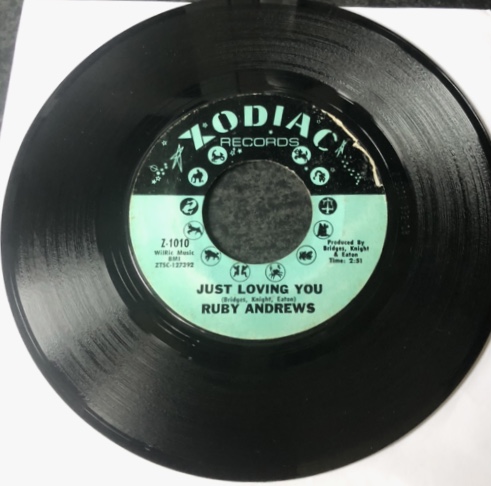 ZODIAC
RECORDS
Z-1010
WilRic Music
BMI
ZTSC-127292
Produced by
Bridges, Knight
& Eaton
Time: 2:51
JUST LOVING YOU
(Bridges, Knight, Eaton)
RUBY ANDREWS